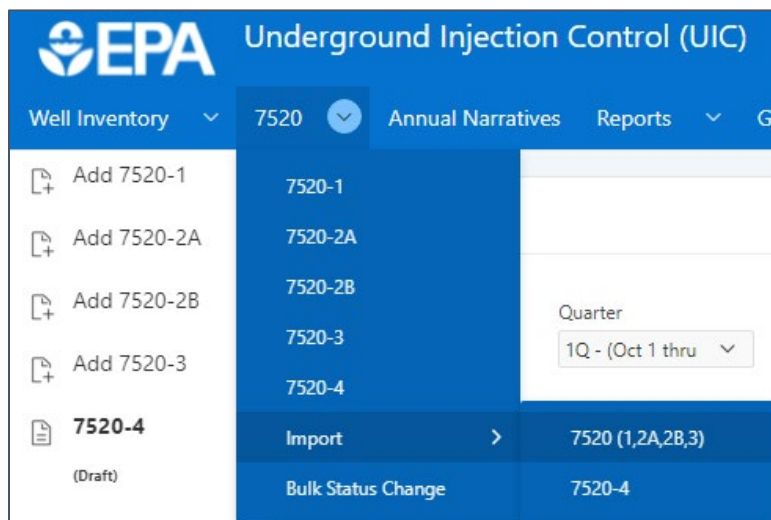 EPA
Underground Injection Control (UIC)
Well Inventory 7520 Annual Narratives Reports G
Add 7520-1
Add 7520-2A
Add 7520-2B
Add 7520-3
7520-4
(Draft)
7520-1
7520-2A
7520-2B
7520-3
7520-4
Import
Bulk Status Change
Quarter
1Q - (Oct 1 thru
7520 (1,2A,2B,3)
7520-4